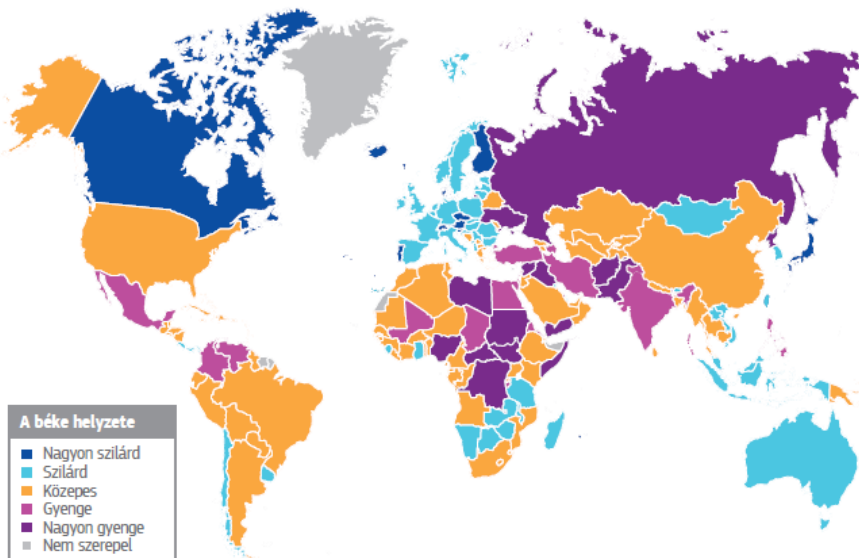 A béke helyzete
Nagyon szilárd
Szilárd
Közepes
Gyenge
Nagyon gyenge
Nem szerepel